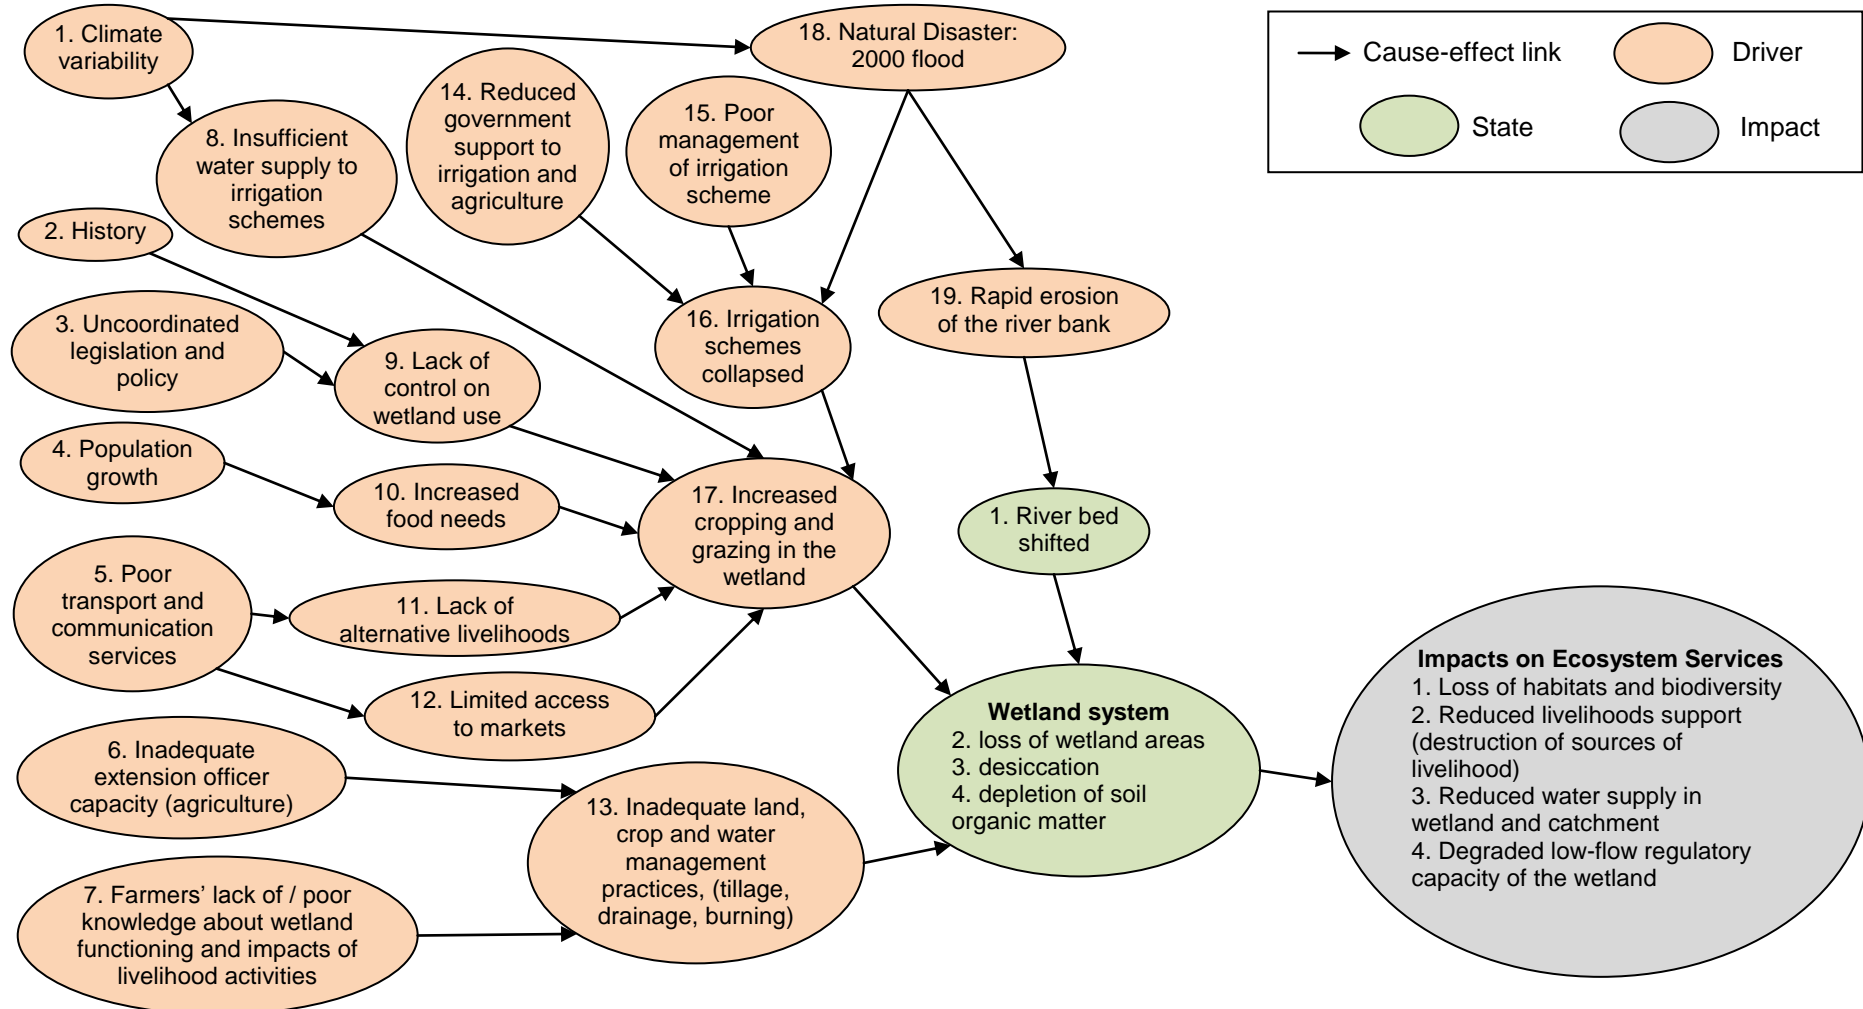 1. Climate
variability
18. Natural Disaster:
2000 flood
Cause-effect link
Driver
State
Impact
14. Reduced
government
support to
irrigation and
agriculture
15. Poor
management
of irrigation
scheme
8. Insufficient
water supply to
irrigation
schemes
2. History
3. Uncoordinated
legislation and
policy
9. Lack of
control on
wetland use
16. Irrigation
schemes
collapsed
19. Rapid erosion
of the river bank
4. Population
growth
10. Increased
food needs
17. Increased
cropping and
grazing in the
wetland
1. River bed
shifted
5. Poor
transport and
communication
services
11. Lack of
alternative livelihoods
12. Limited access
to markets
6. Inadequate
extension officer
capacity (agriculture)
13. Inadequate land,
crop and water
management
practices, (tillage,
drainage, burning)
7. Farmers’ lack of / poor
knowledge about wetland
functioning and impacts of
livelihood activities
Wetland system
2. loss of wetland areas
3. desiccation
4. depletion of soil
organic matter
Impacts on Ecosystem Services
1. Loss of habitats and biodiversity
2. Reduced livelihoods support
(destruction of sources of
livelihood)
3. Reduced water supply in
wetland and catchment
4. Degraded low-flow regulatory
capacity of the wetland